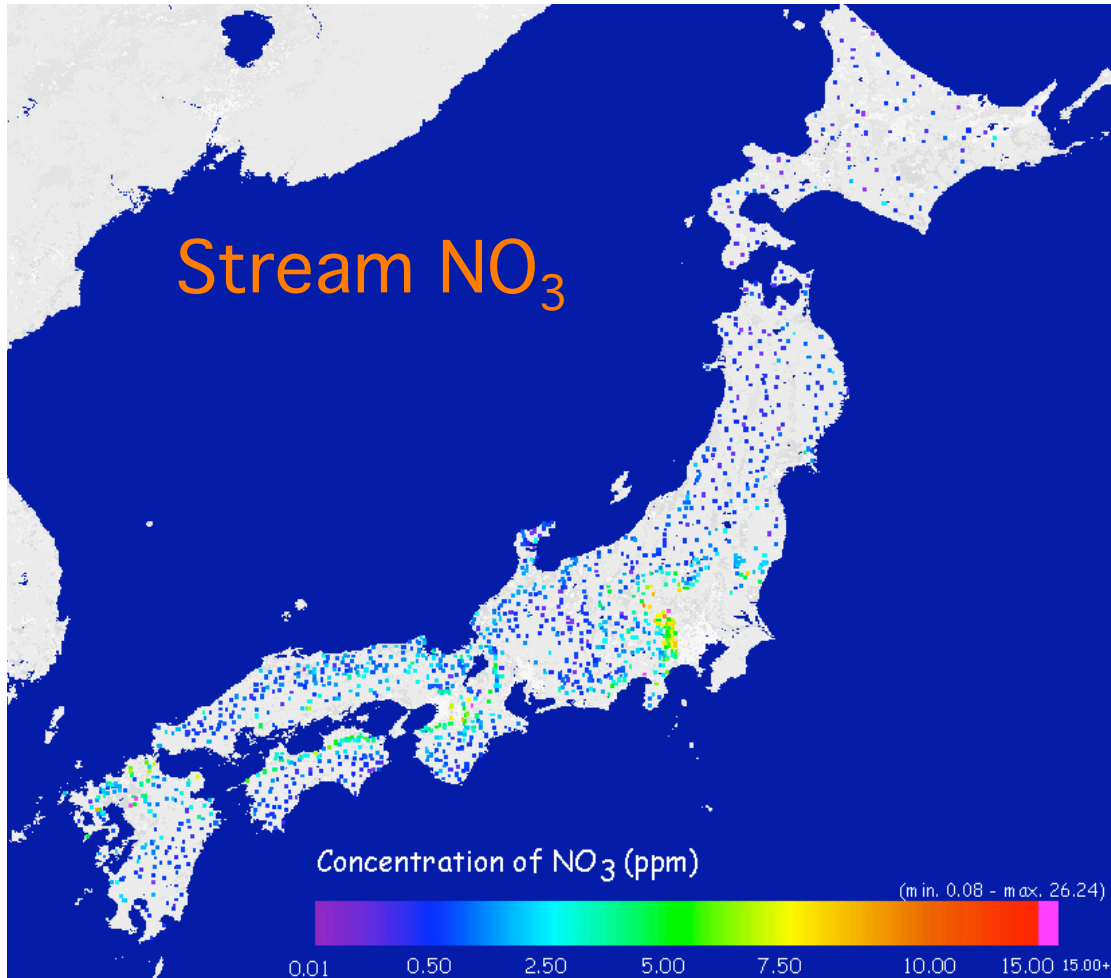 Stream NO₃
Concentration of NO₃ (ppm)
(min. 0.08 - max. 26.24)
0.01 0.50 2.50 5.00 7.50 10.00 15.00 15.00+